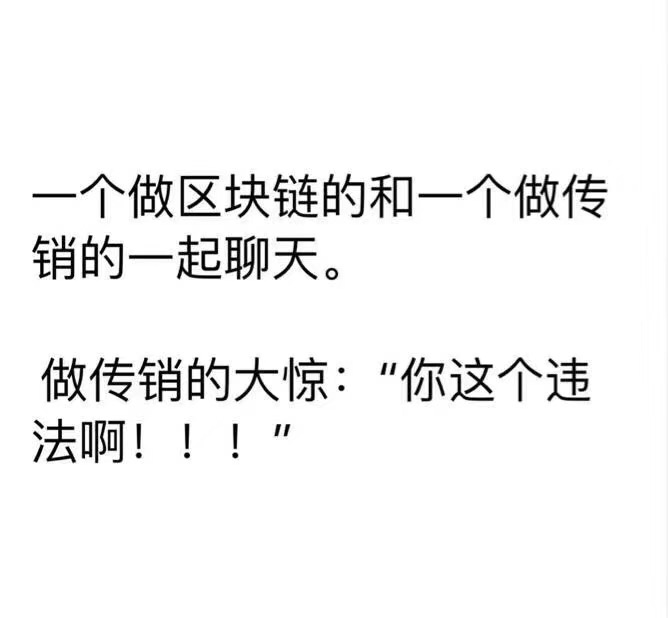 一个做区块链的和一个做传
销的一起聊天。
做传销的大惊：“你这个违
法啊！！！”